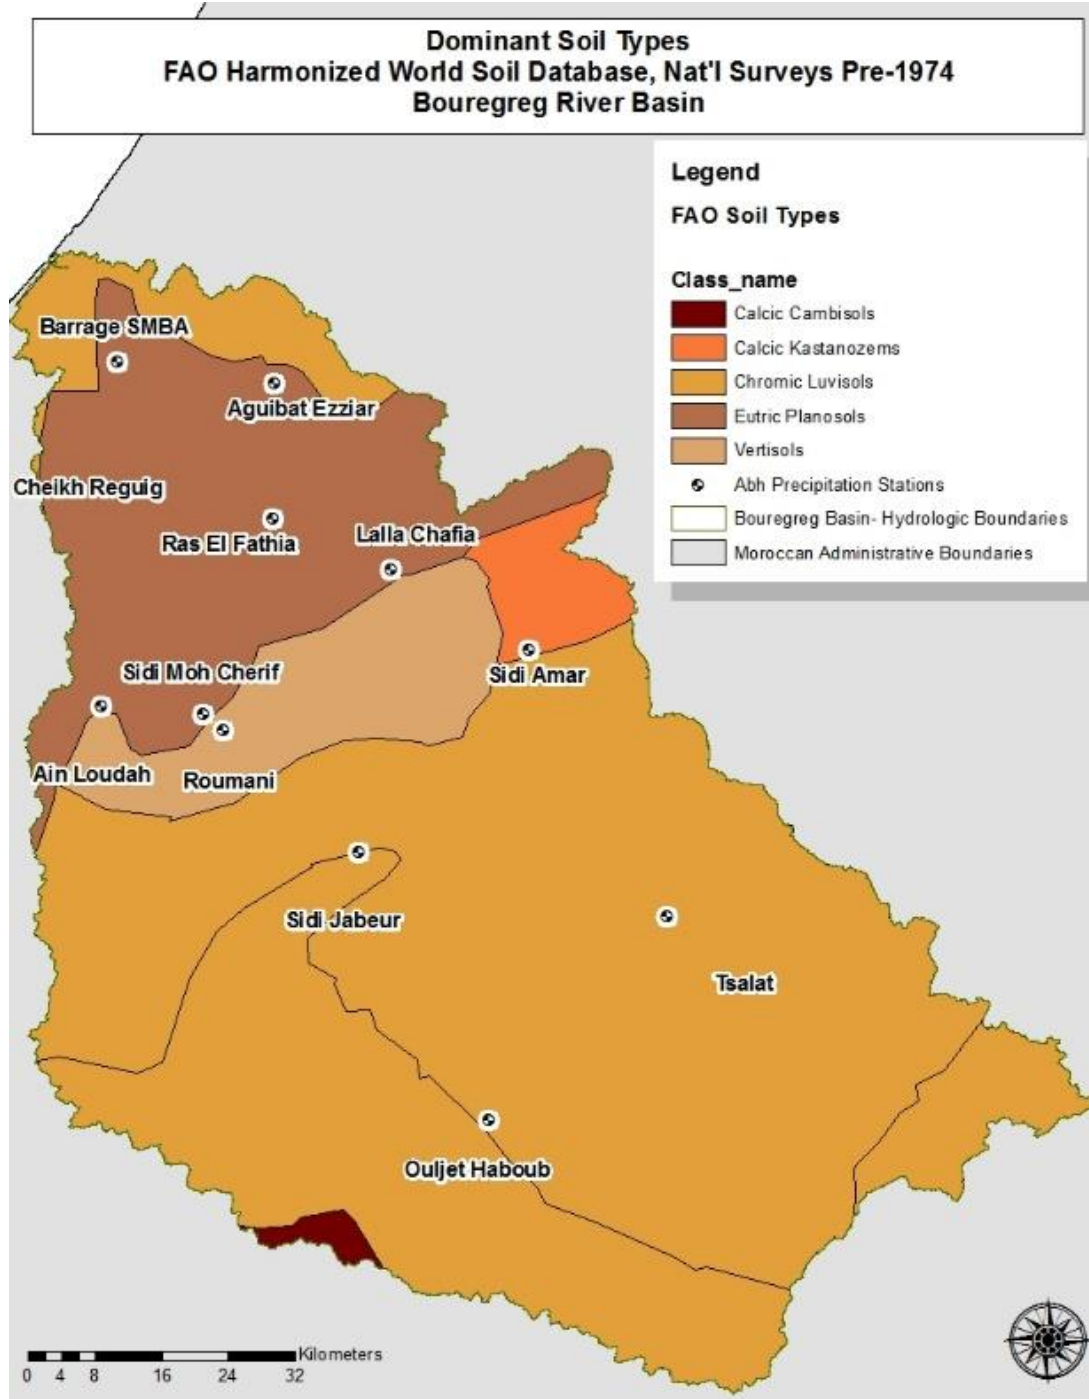 Dominant Soil Types
FAO Harmonized World Soil Database, Nat'l Surveys Pre-1974
Bouregreg River Basin
Legend
FAO Soil Types
Class_name
Calcic Cambisols
Calcic Kastanozems
Chromic Luvisols
Eutric Planosols
Vertisols
Abh Precipitation Stations
Bouregreg Basin- Hydrologic Boundaries
Moroccan Administrative Boundaries
Barrage SMBA
Aguibat Ezziar
Cheikh Reguig
Ras El Fathia
Lalla Chafia
Sidi Moh Cherif
Sidi Amar
Ain Loudah
Roumani
Sidi Jabeur
Tsalat
Ouljet Haboub
Kilometers
0 4 8 16 24 32